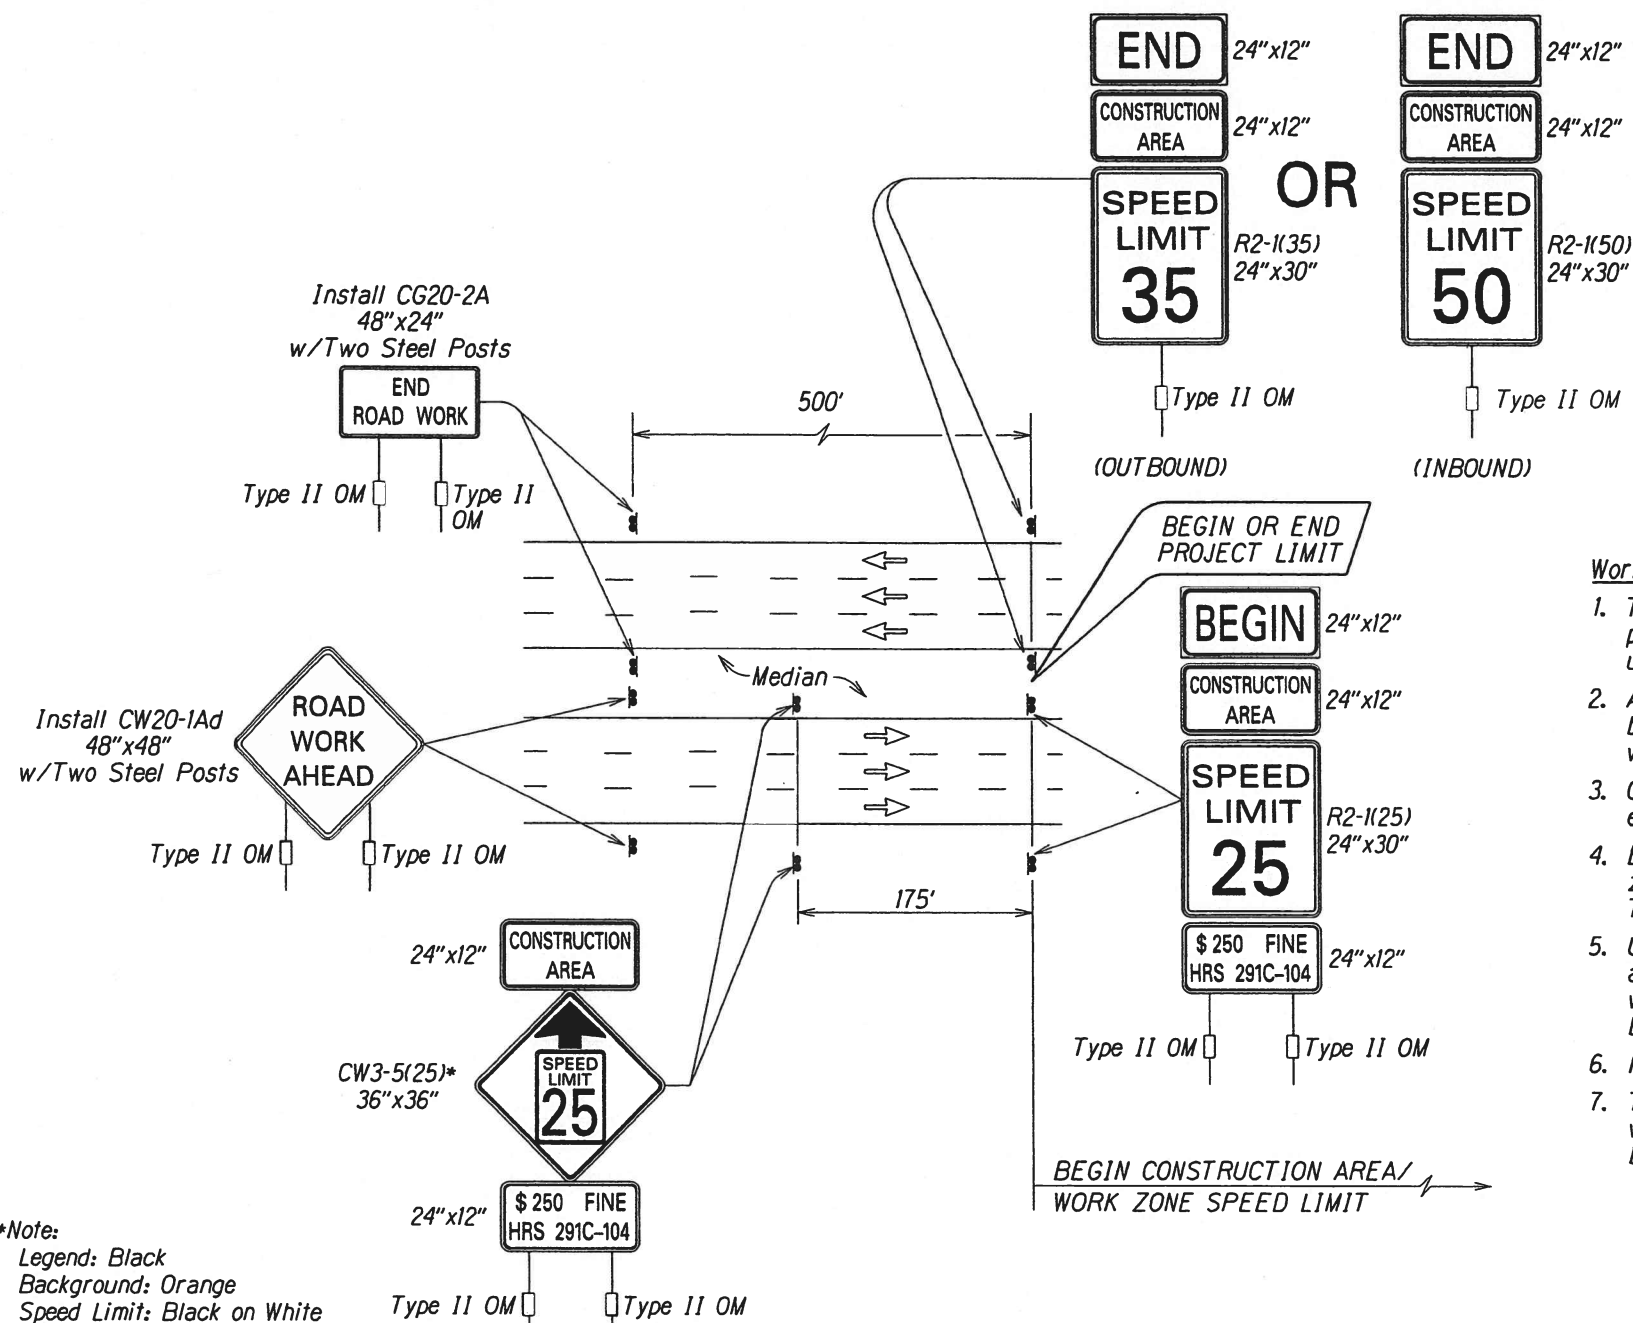 END
24"x12"
CONSTRUCTION
AREA
24"x12"
SPEED
LIMIT
35
R2-1(35)
24"x30"
Type II OM
(OUTBOUND)
OR
END
24"x12"
CONSTRUCTION
AREA
24"x12"
SPEED
LIMIT
50
R2-1(50)
24"x30"
Type II OM
(INBOUND)
Install CG20-2A
48"x24"
w/Two Steel Posts
END
ROAD WORK
Type II OM
Type II
OM
500'
BEGIN OR END
PROJECT LIMIT
Median
Install CW20-1Ad
48"x48"
w/Two Steel Posts
ROAD
WORK
AHEAD
Type II OM
Type II OM
BEGIN
24"x12"
CONSTRUCTION
AREA
24"x12"
SPEED
LIMIT
25
R2-1(25)
24"x30"
$250 FINE
HRS 291C-104
24"x12"
Type II OM
Type II OM
175'
24"x12"
CONSTRUCTION
AREA
CW3-5(25)*
36"x36"
SPEED
LIMIT
25
24"x12"
$250 FINE
HRS 291C-104
Type II OM
Type II OM
BEGIN CONSTRUCTION AREA/
WORK ZONE SPEED LIMIT
*Note:
Legend: Black
Background: Orange
Speed Limit: Black on White
1.
2.
3.
4.
5.
6.
7.